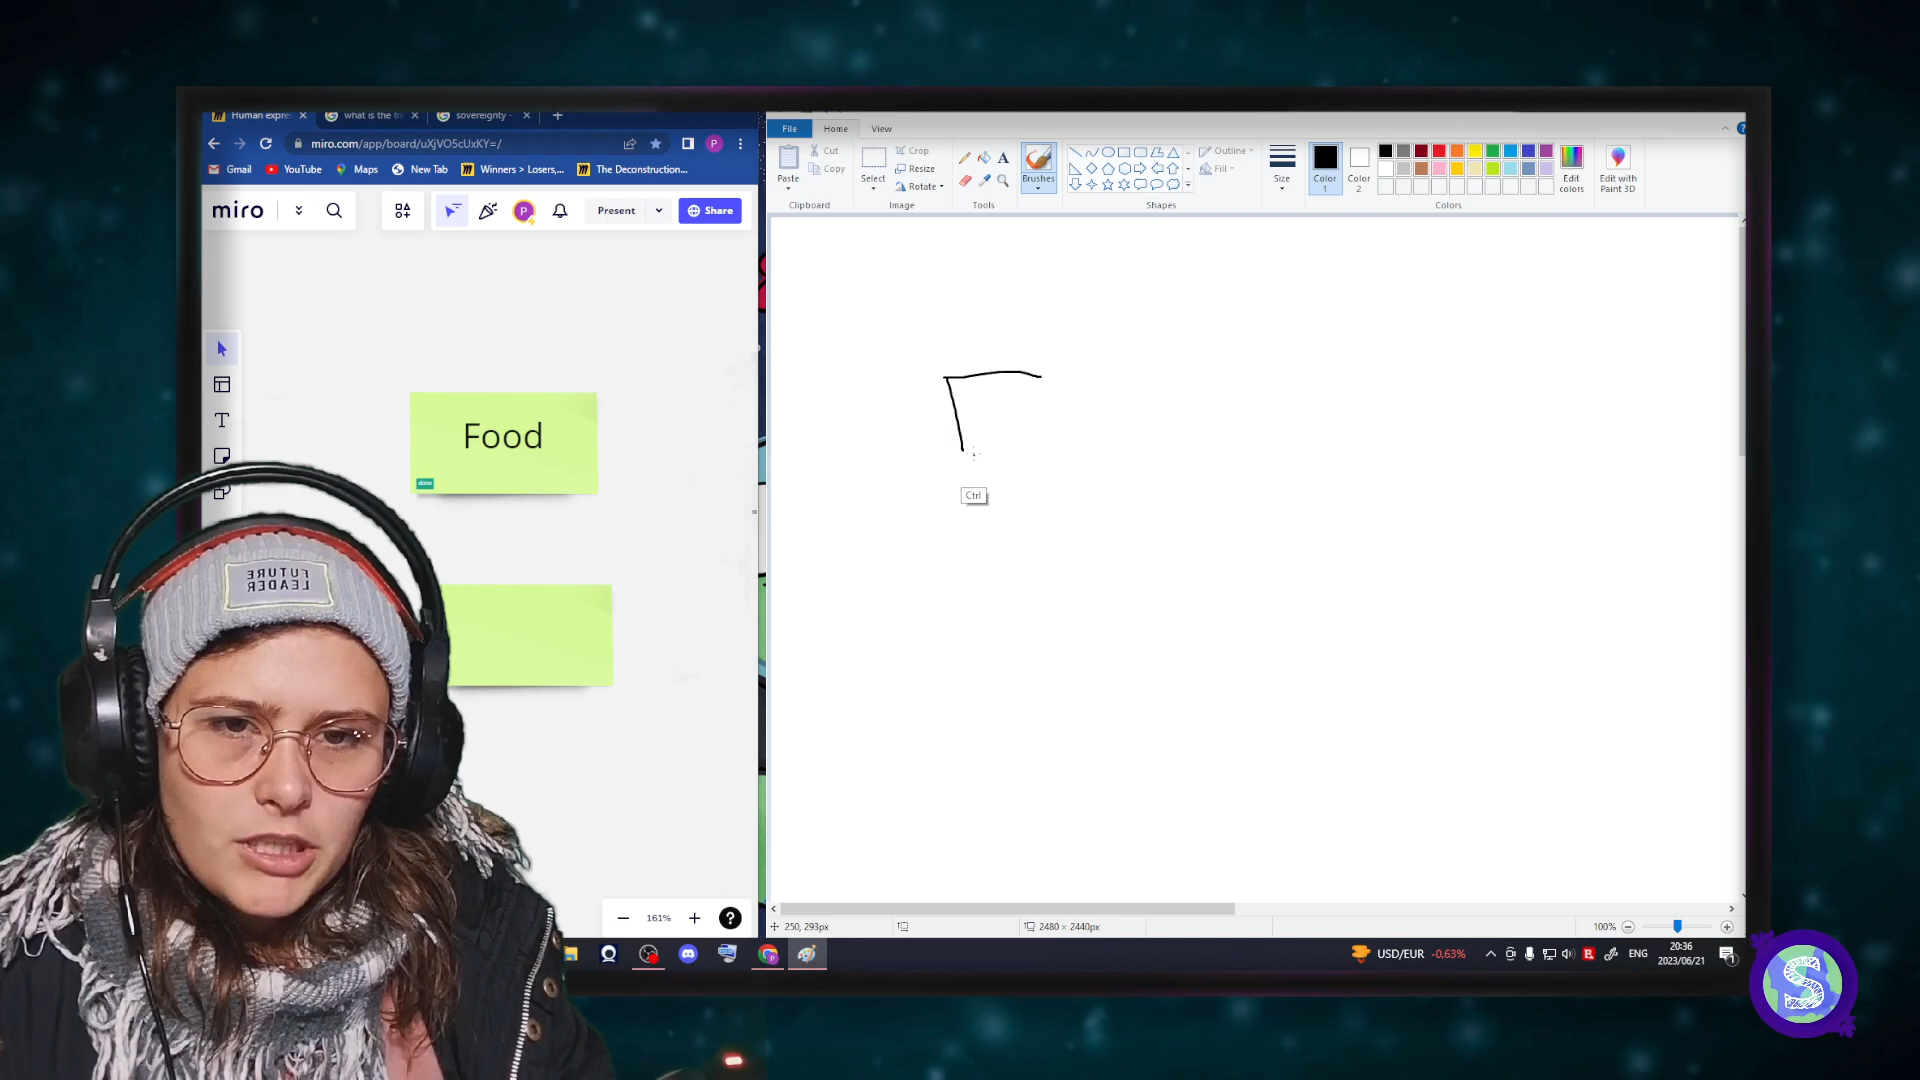 Human expre
what is the fr
sovereignty -
miro.com/app/board/uXjVO5cUxKY=/
P
Gmail
YouTube
Maps
New Tab
Winners > Losers,...
The Deconstruction...
miro
P
Present
Share
T
Food
done
161%
?
File
Home
View
Paste
Cut
Copy
Clipboard
Select
Crop
Resize
Rotate
Image
A
Tools
Brushes
Outline
Fill
Shapes
Size
Color
1
Color
2
Colors
Edit
colors
Edit with
Paint 3D
Ctrl
250, 293px
2480 × 2440px
100%
USD/EUR -0,63%
ENG
20:36
2023/06/21
1
FUTURE
LEADER
S